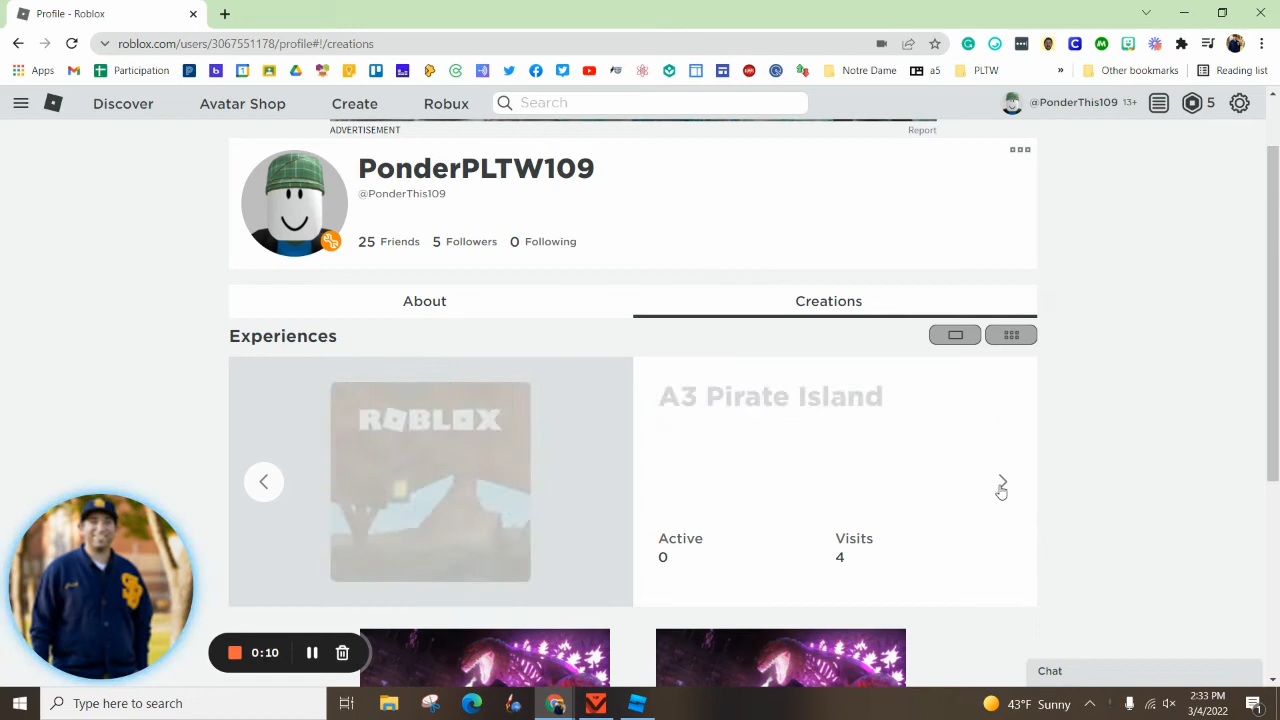 Profile - Roblox
roblox.com/users/3067551178/profile#!/creations
Apps
Participation
Notre Dame
a5
PLTW
»
Other bookmarks
Reading list
Discover
Avatar Shop
Create
Robux
Search
@PonderThis109 13+
5
ADVERTISEMENT
Report
PonderPLTW109
@PonderThis109
25 Friends
5 Followers
0 Following
About
Creations
Experiences
ROBLOX
A3 Pirate Island
Active
Visits
0
4
0:10
Chat
Type here to search
43°F Sunny
2:33 PM
3/4/2022